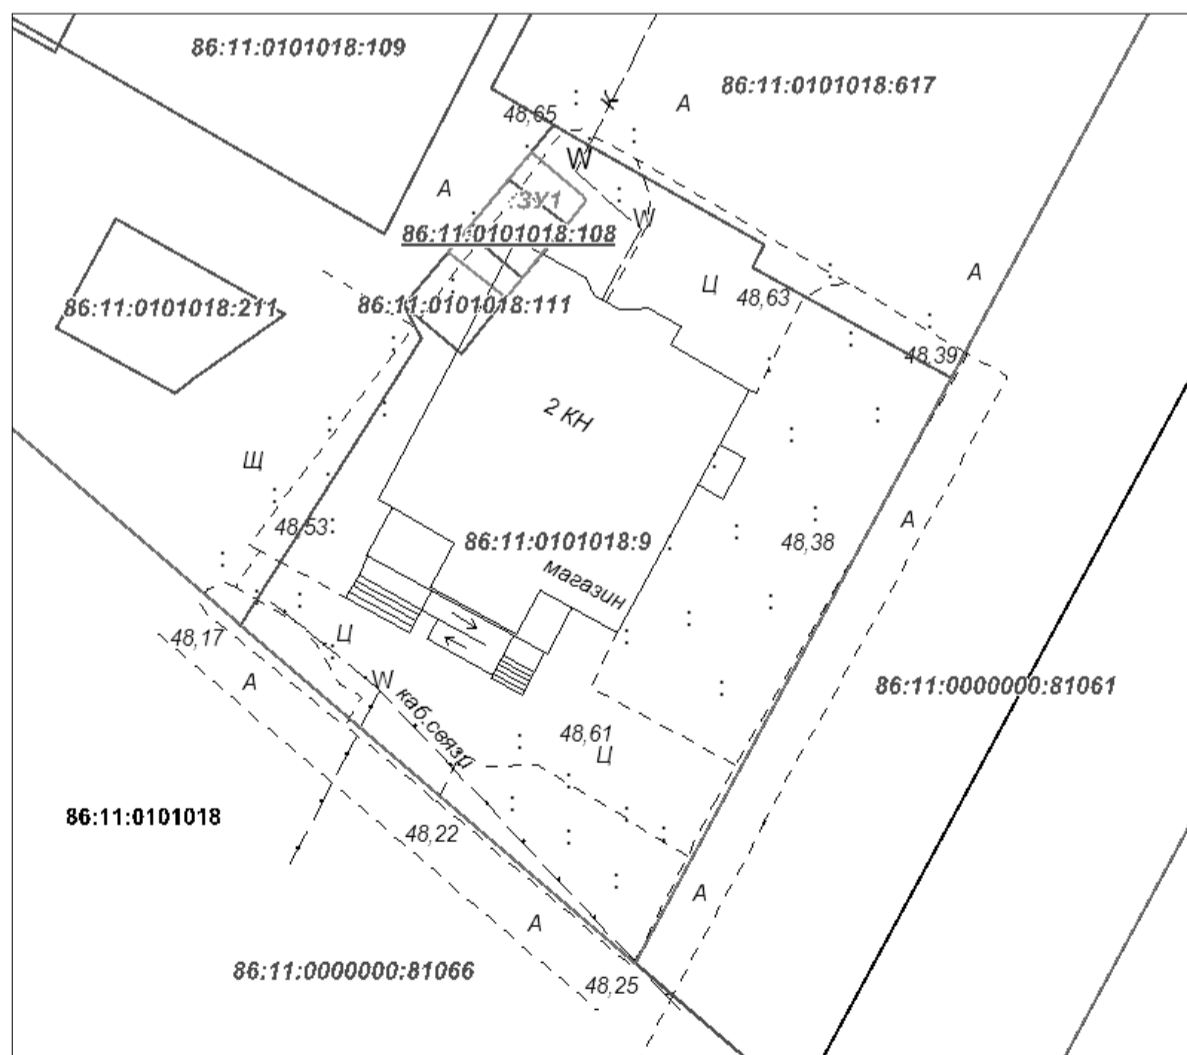 86:11:0101018:109
86:11:0101018:617
А
К
48,65
W
А
:ЗУ1
W
86:11:0101018:108
А
Ц
48,63
86:11:0101018:211
86:11:0101018:111
48,39
2 КН
Щ
А
48,53
86:11:0101018:9
48,38
магазин
Ц
48,17
А
W
86:11:0000000:81061
каб.связи
48,61
Ц
86:11:0101018
48,22
А
А
86:11:0000000:81066
48,25